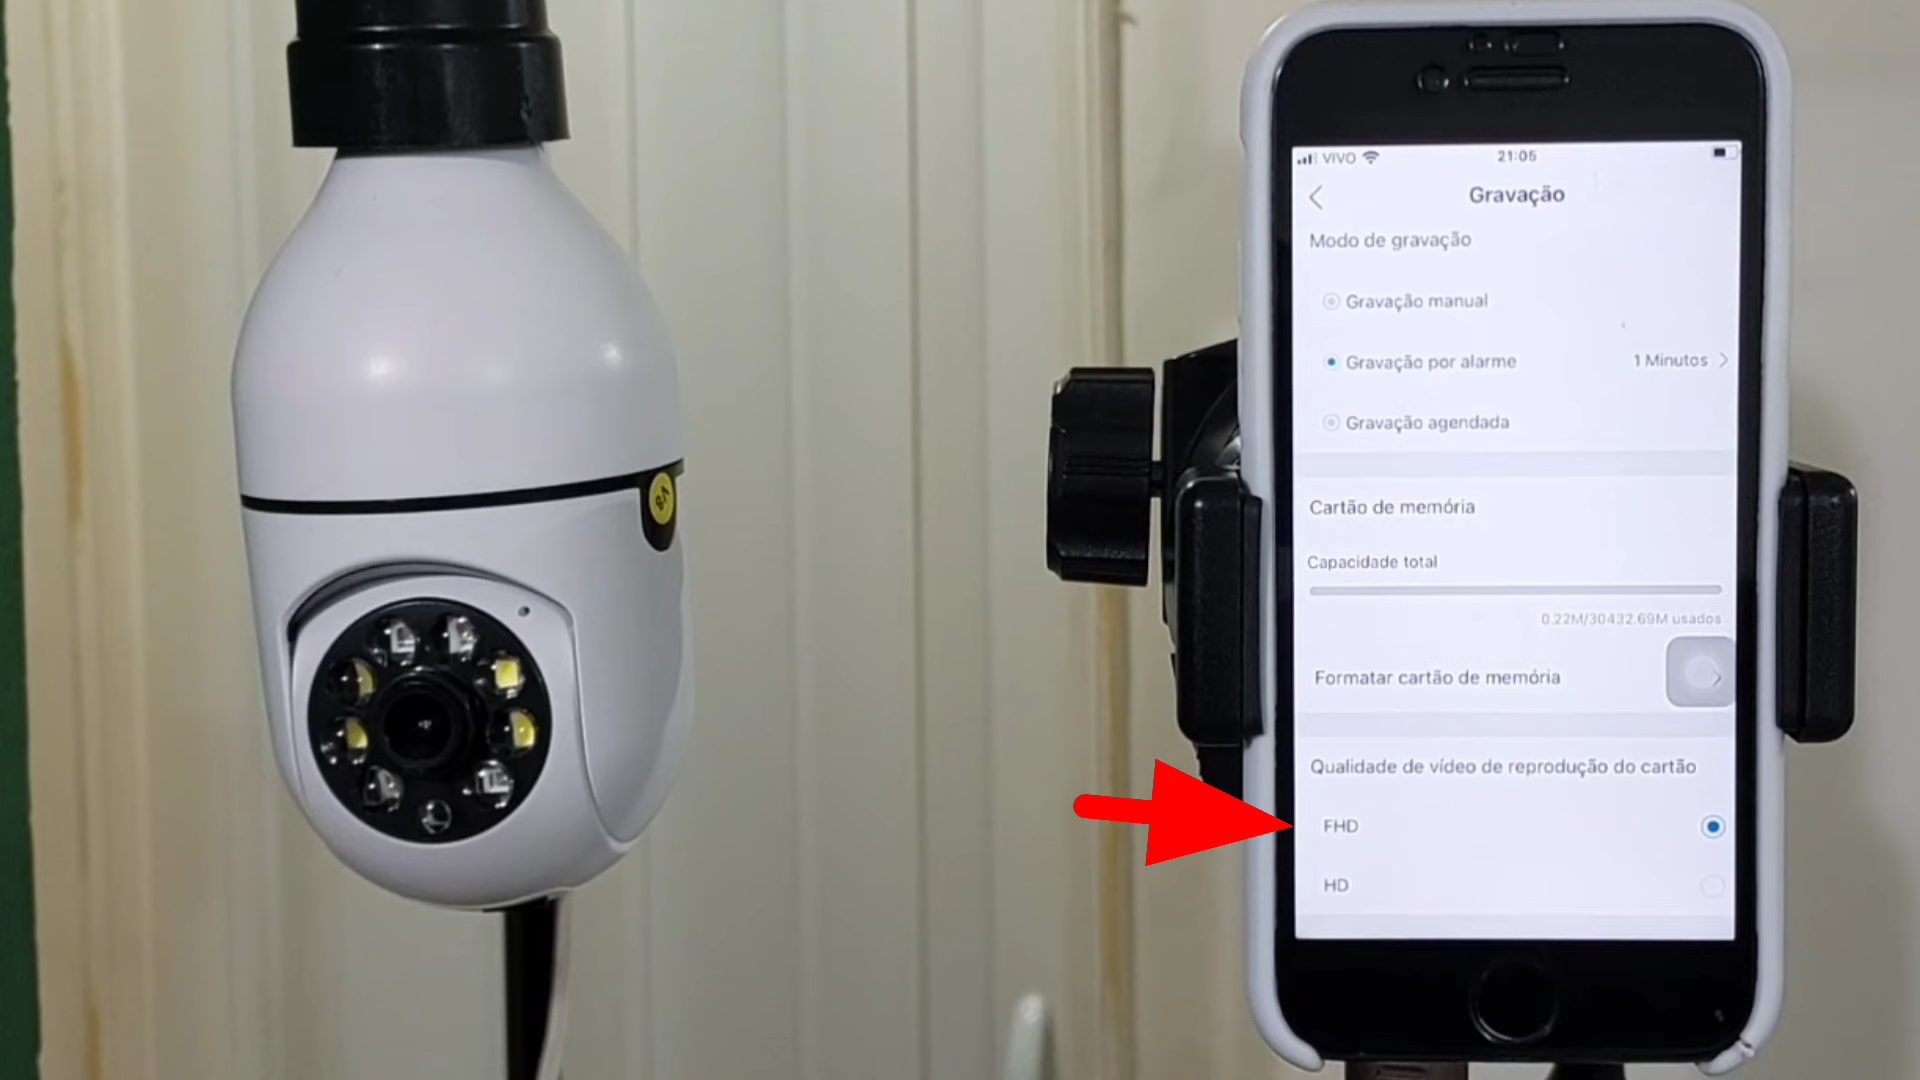 V8
VIVO 21:05
Gravação
Modo de gravação
Gravação manual
Gravação por alarme 1 Minutos
Gravação agendada
Cartão de memória
Capacidade total
0.22M/30432.69M usados
Formatar cartão de memória
Qualidade de vídeo de reprodução do cartão
FHD
HD